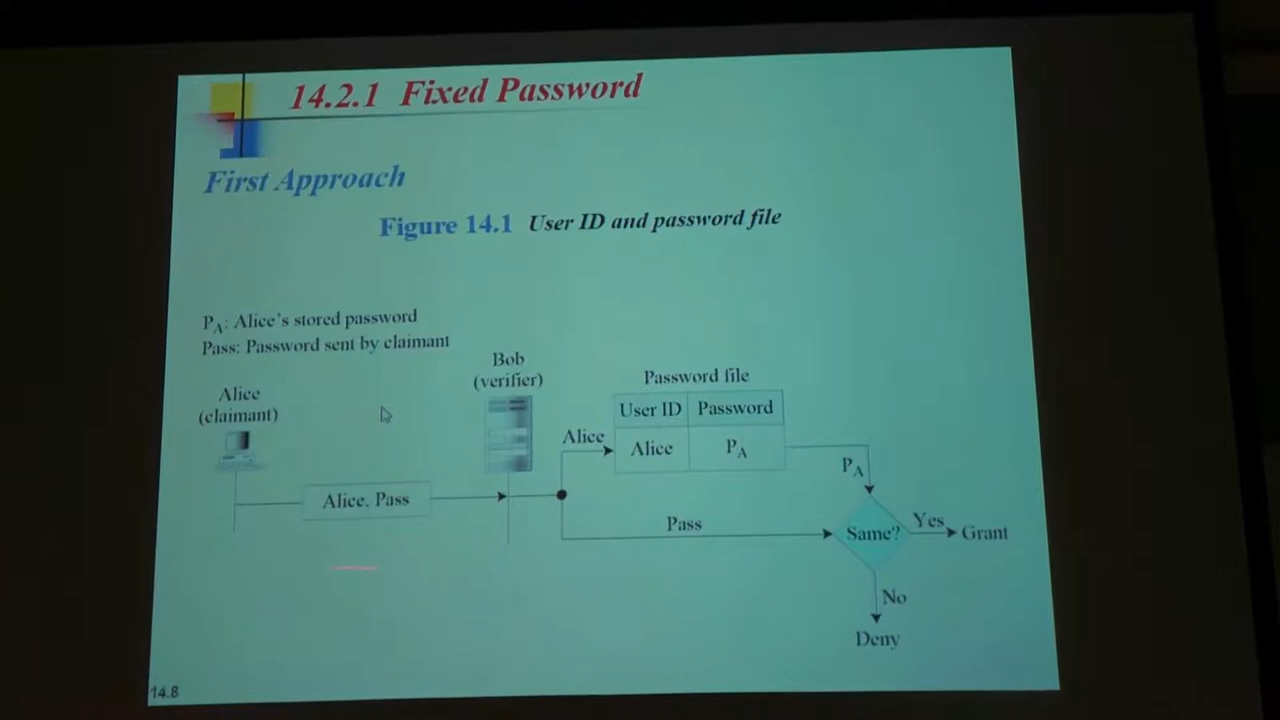 14.2.1 Fixed Password
First Approach
Figure 14.1 User ID and password file
PA: Alice's stored password
Pass: Password sent by claimant
Alice
(claimant)
Bob
(verifier)
Password file
User ID Password
Alice PA
Alice
Alice, Pass
PA
Pass
Same?
Yes
Grant
No
Deny
14.8